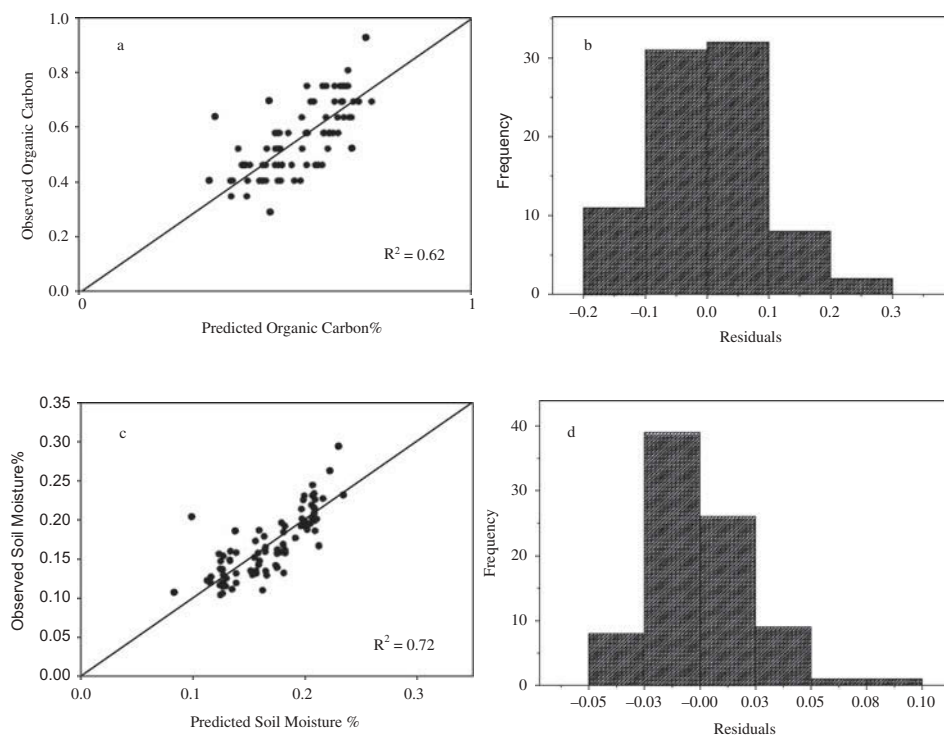 a
1.0
0.8
0.6
0.4
0.2
0.0
Observed Organic Carbon
R² = 0.62
0
1
Predicted Organic Carbon%
b
30
20
10
0
Frequency
−0.2 −0.1 0.0 0.1 0.2 0.3
Residuals
c
0.35
0.30
0.25
0.20
0.15
0.10
0.05
0.00
Observed Soil Moisture%
R² = 0.72
0.0 0.1 0.2 0.3
Predicted Soil Moisture %
d
40
30
20
10
0
Frequency
−0.05 −0.03 −0.00 0.03 0.05 0.08 0.10
Residuals